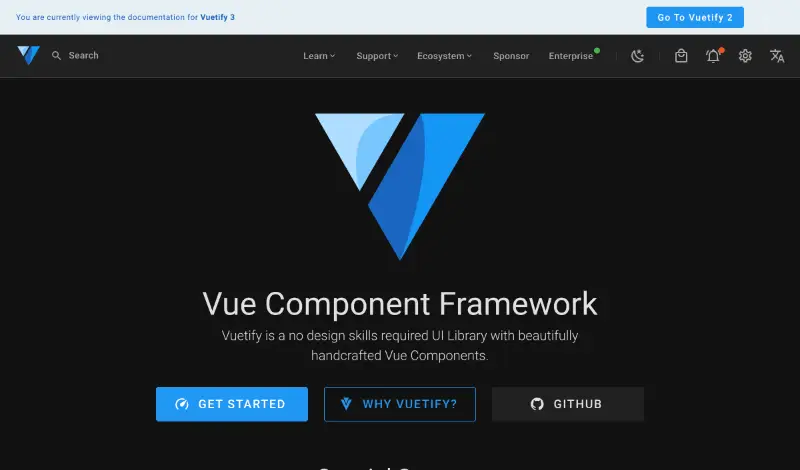 You are currently viewing the documentation for Vuetify 3
Go To Vuetify 2
Search
Learn
Support
Ecosystem
Sponsor
Enterprise
Vue Component Framework
Vuetify is a no design skills required UI Library with beautifully
handcrafted Vue Components.
GET STARTED
WHY VUETIFY?
GITHUB